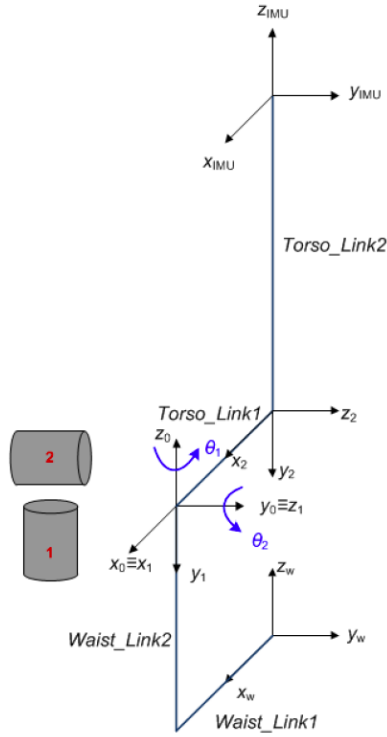 z_IMU
y_IMU
x_IMU
Torso_Link2
Torso_Link1
z_0
θ_1
z_2
x_2
y_2
2
y_0≡z_1
1
θ_2
x_0≡x_1
y_1
z_w
Waist_Link2
y_w
x_w
Waist_Link1